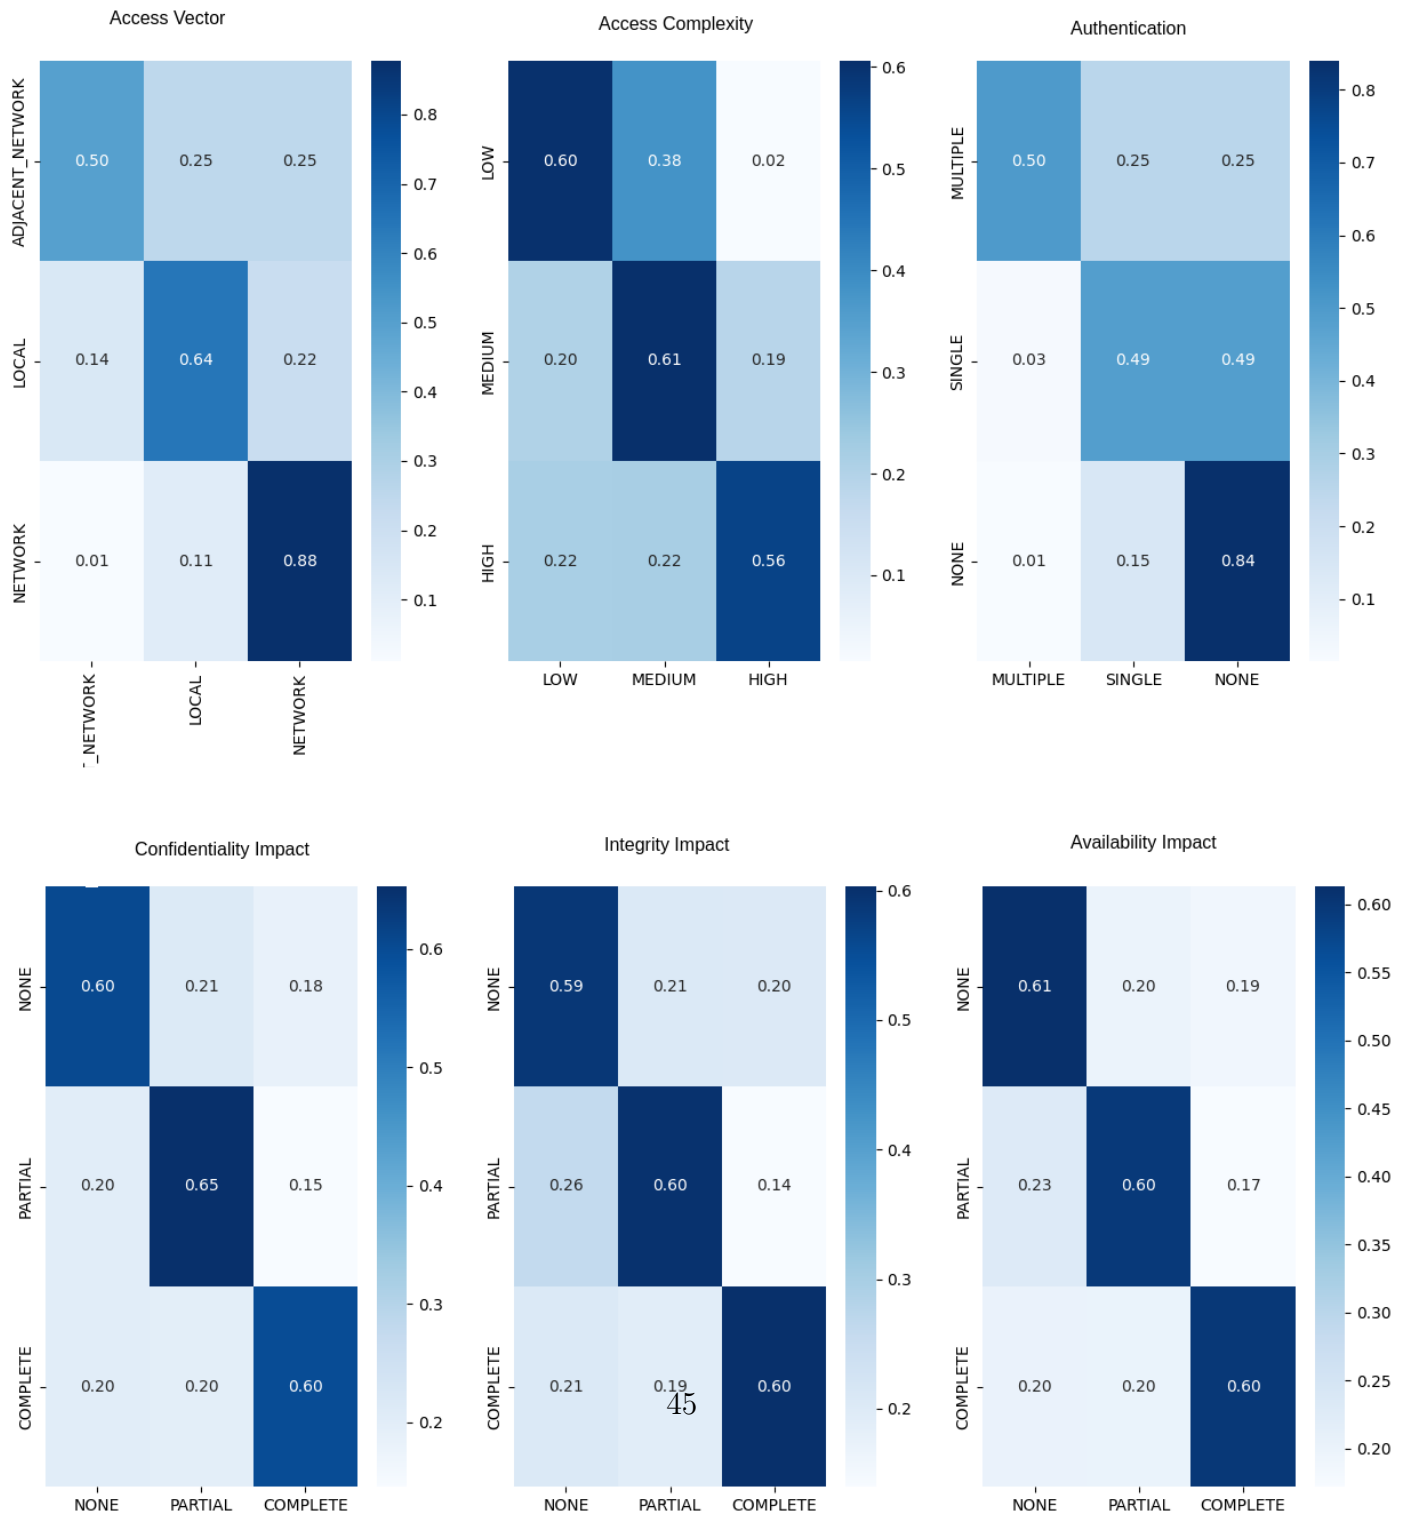 Access Vector
ADJACENT_NETWORK
LOCAL
NETWORK
0.50 0.25 0.25
0.14 0.64 0.22
0.01 0.11 0.88
_NETWORK
LOCAL
NETWORK
0.8
0.7
0.6
0.5
0.4
0.3
0.2
0.1
Access Complexity
LOW
MEDIUM
HIGH
0.60 0.38 0.02
0.20 0.61 0.19
0.22 0.22 0.56
LOW MEDIUM HIGH
0.6
0.5
0.4
0.3
0.2
0.1
Authentication
MULTIPLE
SINGLE
NONE
0.50 0.25 0.25
0.03 0.49 0.49
0.01 0.15 0.84
MULTIPLE SINGLE NONE
0.8
0.7
0.6
0.5
0.4
0.3
0.2
0.1
Confidentiality Impact
NONE
PARTIAL
COMPLETE
0.60 0.21 0.18
0.20 0.65 0.15
0.20 0.20 0.60
NONE PARTIAL COMPLETE
0.6
0.5
0.4
0.3
0.2
Integrity Impact
NONE
PARTIAL
COMPLETE
0.59 0.21 0.20
0.26 0.60 0.14
0.21 0.19 0.60
45
NONE PARTIAL COMPLETE
0.6
0.5
0.4
0.3
0.2
Availability Impact
NONE
PARTIAL
COMPLETE
0.61 0.20 0.19
0.23 0.60 0.17
0.20 0.20 0.60
NONE PARTIAL COMPLETE
0.60
0.55
0.50
0.45
0.40
0.35
0.30
0.25
0.20